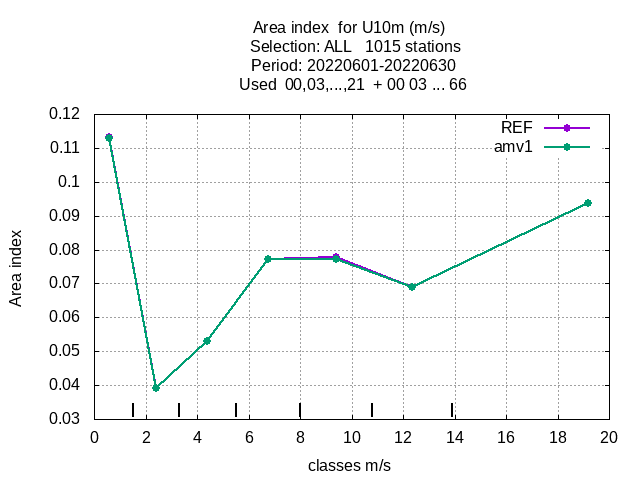 Area index  for U10m (m/s)
Selection: ALL   1015 stations
Period: 20220601-20220630
Used  00,03,...,21  + 00 03 ... 66
REF
amv1
0.12
0.11
0.1
0.09
0.08
0.07
0.06
0.05
0.04
0.03
Area index
0 2 4 6 8 10 12 14 16 18 20
classes m/s